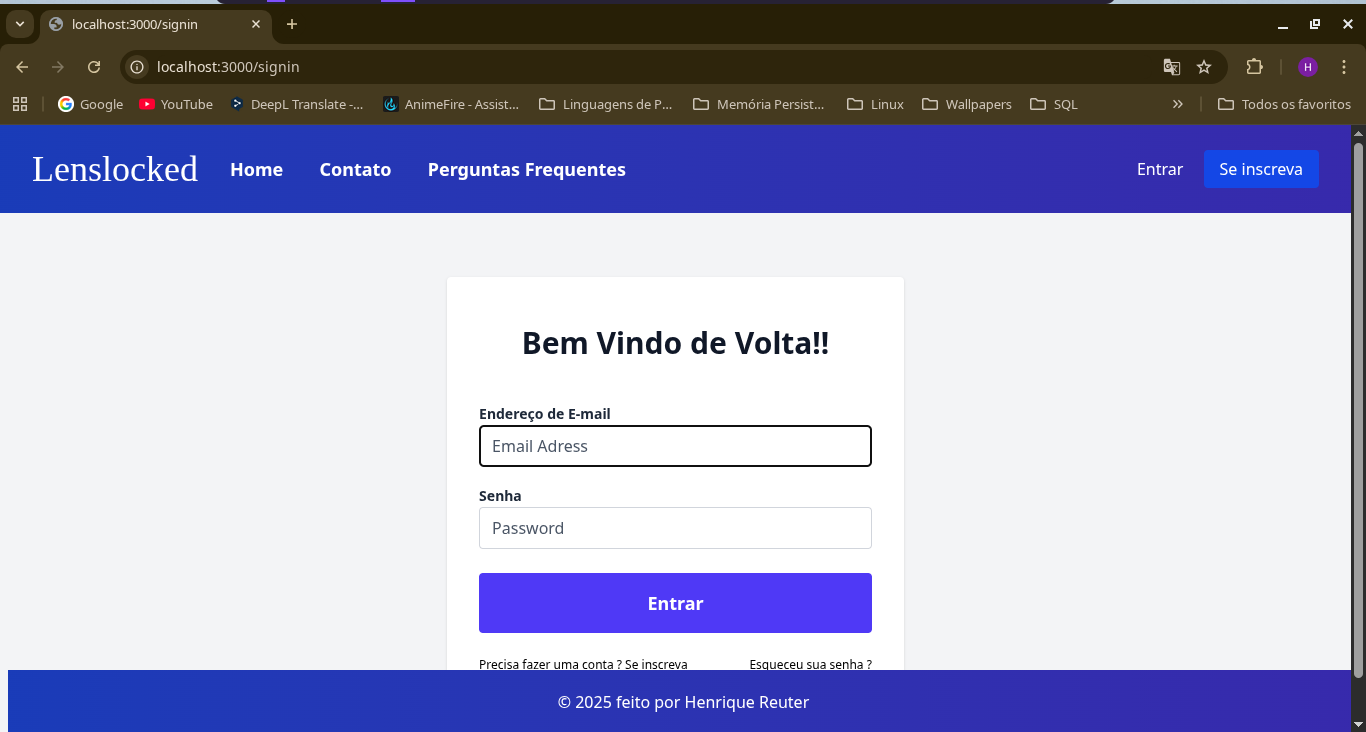 localhost:3000/signin
localhost:3000/signin
H
Google YouTube DeepL Translate -... AnimeFire - Assist... Linguagens de P... Memória Persist... Linux Wallpapers SQL Todos os favoritos
Lenslocked Home Contato Perguntas Frequentes Entrar Se inscreva
Bem Vindo de Volta!!
Endereço de E-mail
Email Adress
Senha
Password
Entrar
Precisa fazer uma conta ? Se inscreva Esqueceu sua senha ?
© 2025 feito por Henrique Reuter